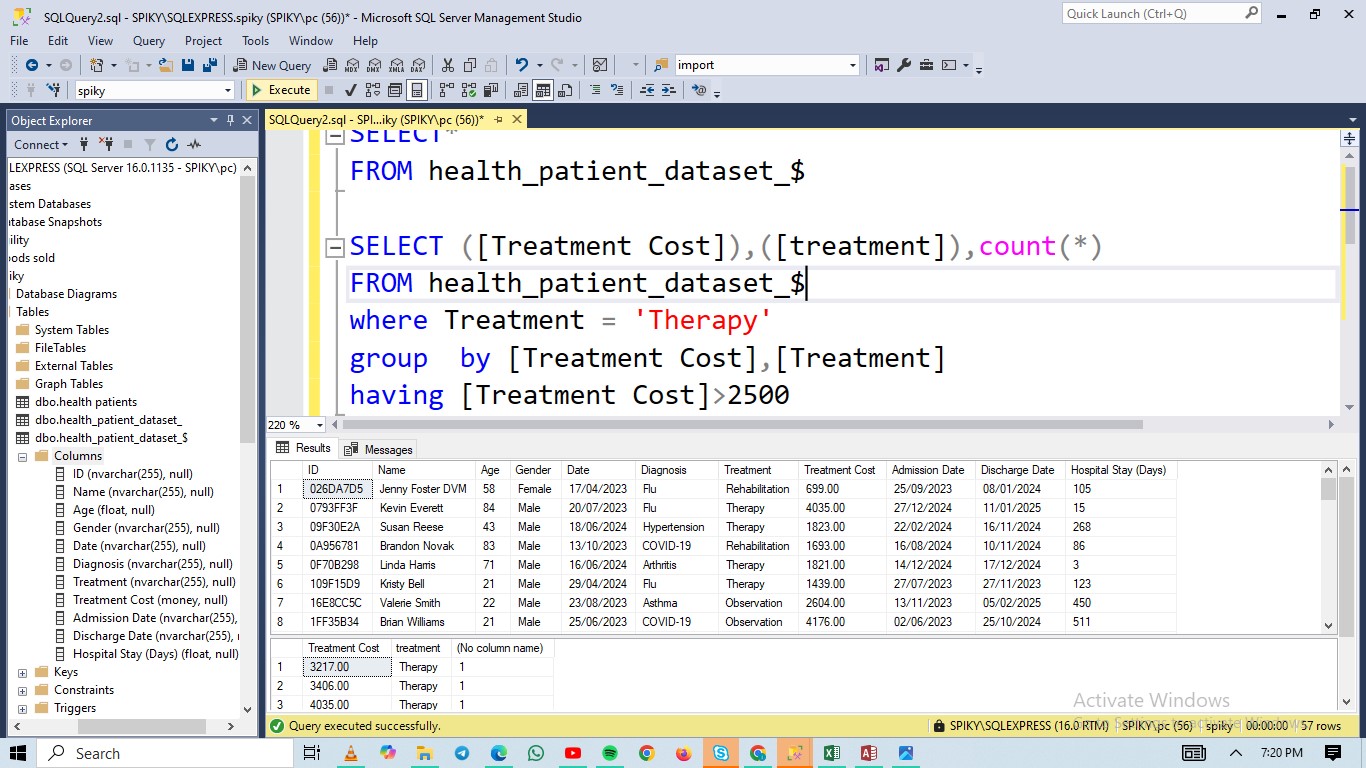 SQLQuery2.sql - SPIKY\SQLEXPRESS.spiky (SPIKY\pc (56))* - Microsoft SQL Server Management Studio
Quick Launch (Ctrl+Q)
File Edit View Query Project Tools Window Help
New Query MDX DMX XMLA DAX import
spiky Execute
Object Explorer
SQLQuery2.sql - SPI...iky (SPIKY\pc (56))*
Connect
LEXPRESS (SQL Server 16.0.1135 - SPIKY\pc)
ases
stem Databases
atabase Snapshots
ility
ods sold
iky
Database Diagrams
Tables
System Tables
FileTables
External Tables
Graph Tables
dbo.health patients
dbo.health_patient_dataset_
dbo.health_patient_dataset_$
Columns
ID (nvarchar(255), null)
Name (nvarchar(255), null)
Age (float, null)
Gender (nvarchar(255), null)
Date (nvarchar(255), null)
Diagnosis (nvarchar(255), null)
Treatment (nvarchar(255), null)
Treatment Cost (money, null)
Admission Date (nvarchar(255),
Discharge Date (nvarchar(255),
Hospital Stay (Days) (float, null)
Keys
Constraints
Triggers
SELECT*
FROM health_patient_dataset_$
SELECT ([Treatment Cost]),([treatment]),count(*)
FROM health_patient_dataset_$
where Treatment = 'Therapy'
group  by [Treatment Cost],[Treatment]
having [Treatment Cost]>2500
220 %
Results Messages
ID Name Age Gender Date Diagnosis Treatment Treatment Cost Admission Date Discharge Date Hospital Stay (Days)
1 026DA7D5 Jenny Foster DVM 58 Female 17/04/2023 Flu Rehabilitation 699.00 25/09/2023 08/01/2024 105
2 0793FF3F Kevin Everett 84 Male 20/07/2023 Flu Therapy 4035.00 27/12/2024 11/01/2025 15
3 09F30E2A Susan Reese 43 Male 18/06/2024 Hypertension Therapy 1823.00 22/02/2024 16/11/2024 268
4 0A956781 Brandon Novak 83 Male 13/10/2023 COVID-19 Rehabilitation 1693.00 16/08/2024 10/11/2024 86
5 0F70B298 Linda Harris 71 Male 16/06/2024 Arthritis Therapy 1821.00 14/12/2024 17/12/2024 3
6 109F15D9 Kristy Bell 21 Male 29/04/2024 Flu Therapy 1439.00 27/07/2023 27/11/2023 123
7 16E8CC5C Valerie Smith 22 Male 23/08/2023 Asthma Observation 2604.00 13/11/2023 05/02/2025 450
8 1FF35B34 Brian Williams 21 Male 25/06/2023 COVID-19 Observation 4176.00 02/06/2023 25/10/2024 511
Treatment Cost treatment (No column name)
1 3217.00 Therapy 1
2 3406.00 Therapy 1
3 4035.00 Therapy 1
Activate Windows
Query executed successfully.
SPIKY\SQLEXPRESS (16.0 RTM) SPIKY\pc (56) spiky 00:00:00 57 rows
Search
7:20 PM